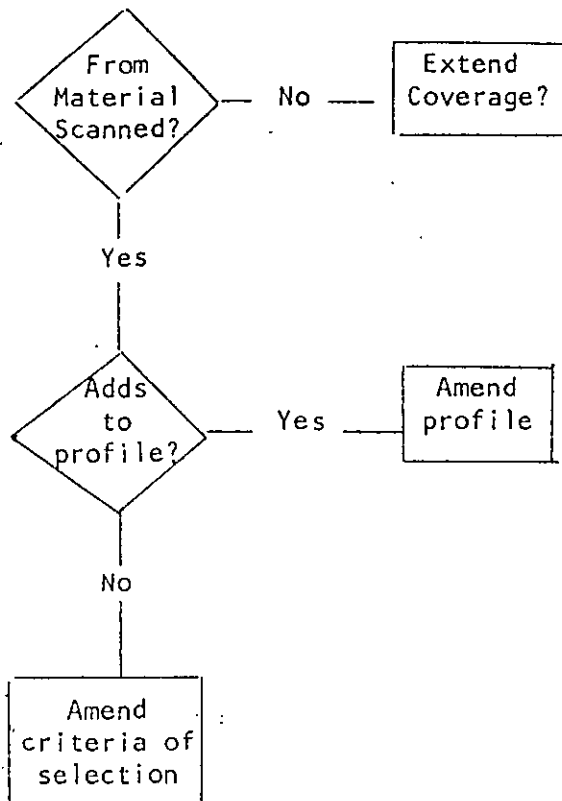 From
Material
Scanned?
No
Extend
Coverage?
Yes
Adds
to
profile?
Yes
Amend
profile
No
Amend
criteria of
selection